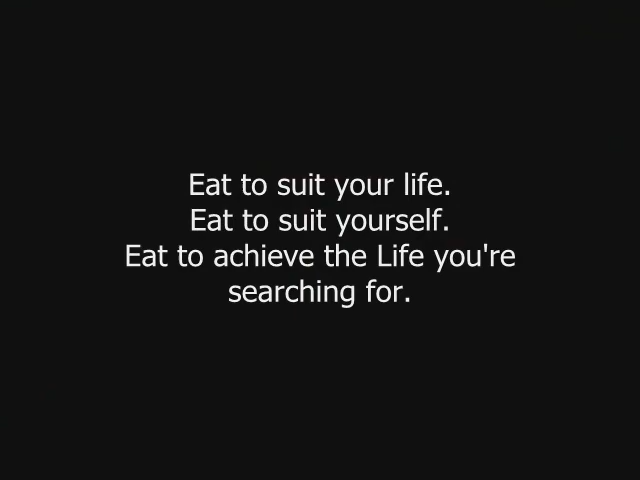 Eat to suit your life.
Eat to suit yourself.
Eat to achieve the Life you're
searching for.